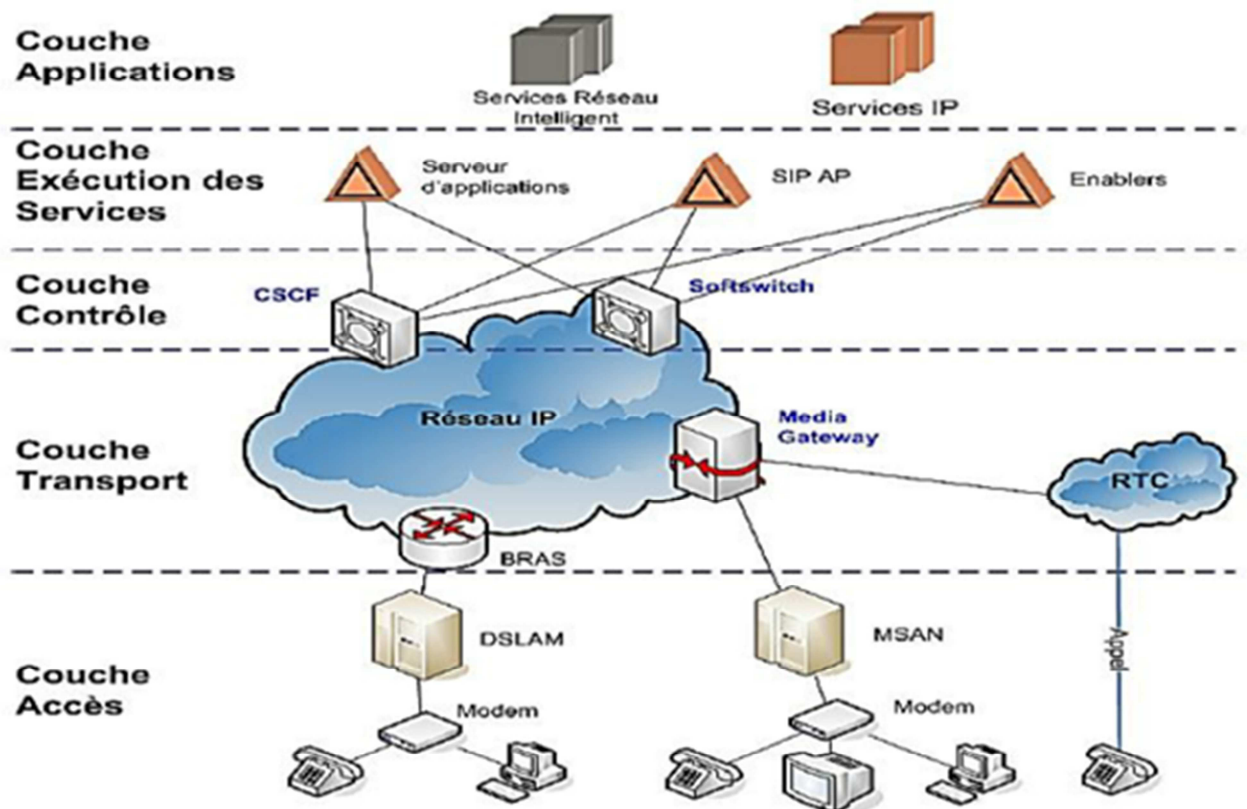 Couche
Applications
Services Réseau
Intelligent
Services IP
Couche
Exécution des
Services
Serveur
d'applications
SIP AP
Enablers
Couche
Contrôle
CSCF
Softswitch
Couche
Transport
Réseau IP
Media
Gateway
RTC
BRAS
Couche
Accès
DSLAM
MSAN
Appel
Modem
Modem